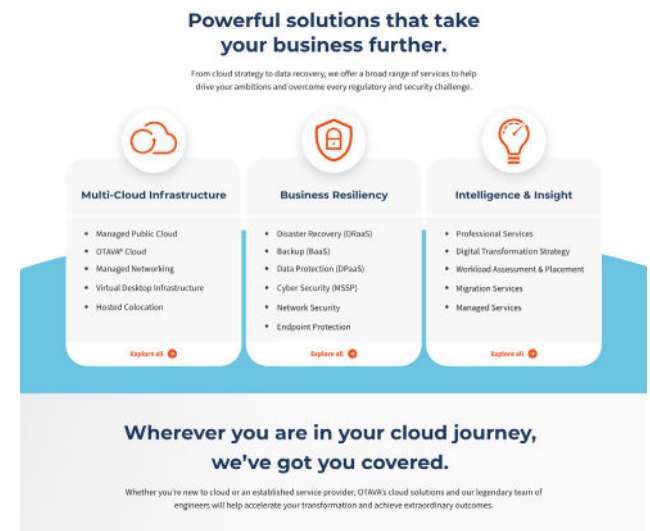 Powerful solutions that take
your business further.
From cloud strategy to data recovery, we offer a broad range of services to help
drive your ambitions and overcome every regulatory and security challenge.
Multi-Cloud Infrastructure
• Managed Public Cloud
• OTAVA® Cloud
• Managed Networking
• Virtual Desktop Infrastructure
• Hosted Colocation
Explore all
Business Resiliency
• Disaster Recovery (DRaaS)
• Backup (BaaS)
• Data Protection (DPaaS)
• Cyber Security (MSSP)
• Network Security
• Endpoint Protection
Explore all
Intelligence & Insight
• Professional Services
• Digital Transformation Strategy
• Workload Assessment & Placement
• Migration Services
• Managed Services
Explore all
Wherever you are in your cloud journey,
we've got you covered.
Whether you're new to cloud or an established service provider, OTAVA's cloud solutions and our legendary team of
engineers will help accelerate your transformation and achieve extraordinary outcomes.